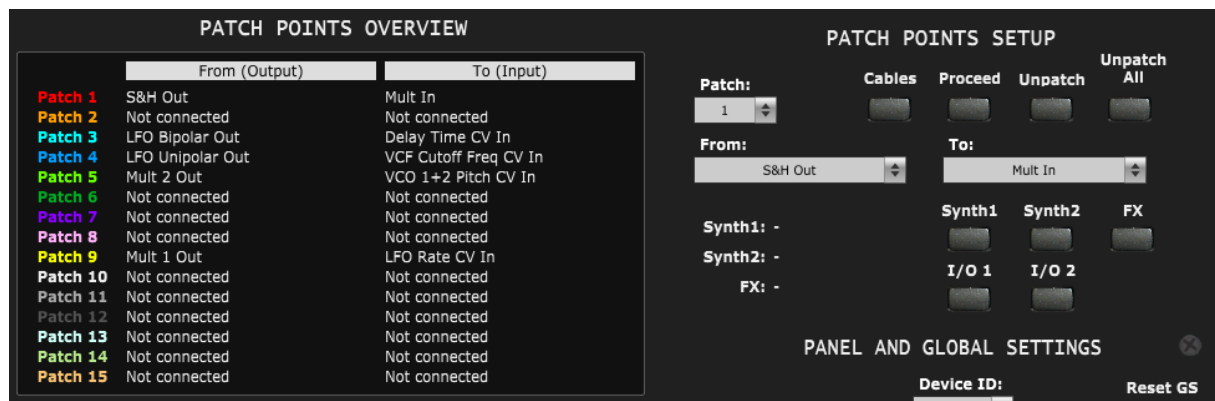 PATCH POINTS OVERVIEW
From (Output) To (Input)
Patch 1 S&H Out Mult In
Patch 2 Not connected Not connected
Patch 3 LFO Bipolar Out Delay Time CV In
Patch 4 LFO Unipolar Out VCF Cutoff Freq CV In
Patch 5 Mult 2 Out VCO 1+2 Pitch CV In
Patch 6 Not connected Not connected
Patch 7 Not connected Not connected
Patch 8 Not connected Not connected
Patch 9 Mult 1 Out LFO Rate CV In
Patch 10 Not connected Not connected
Patch 11 Not connected Not connected
Patch 12 Not connected Not connected
Patch 13 Not connected Not connected
Patch 14 Not connected Not connected
Patch 15 Not connected Not connected
PATCH POINTS SETUP
Patch: Cables Proceed Unpatch Unpatch All
1
From: To:
S&H Out Mult In
Synth1 Synth2 FX
Synth1: -
Synth2: -
I/O 1 I/O 2
FX: -
PANEL AND GLOBAL SETTINGS
Device ID: Reset GS